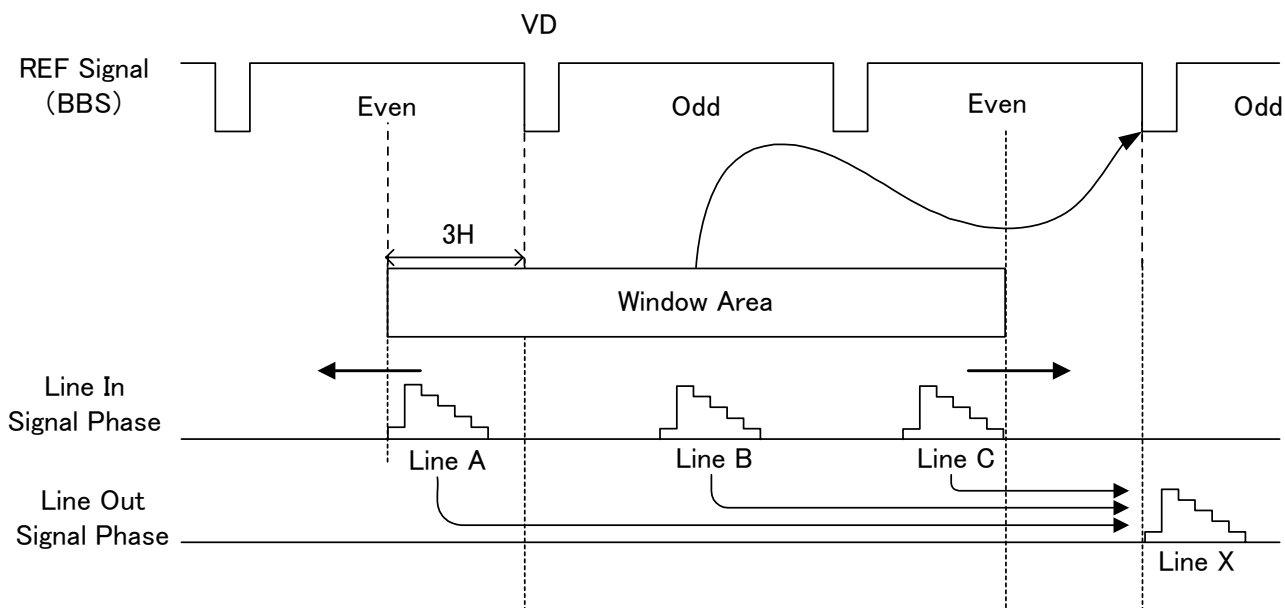 VD
REF Signal
（BBS）
Even
Odd
Even
Odd
3H
Window Area
Line In
Signal Phase
Line A
Line B
Line C
Line Out
Signal Phase
Line X